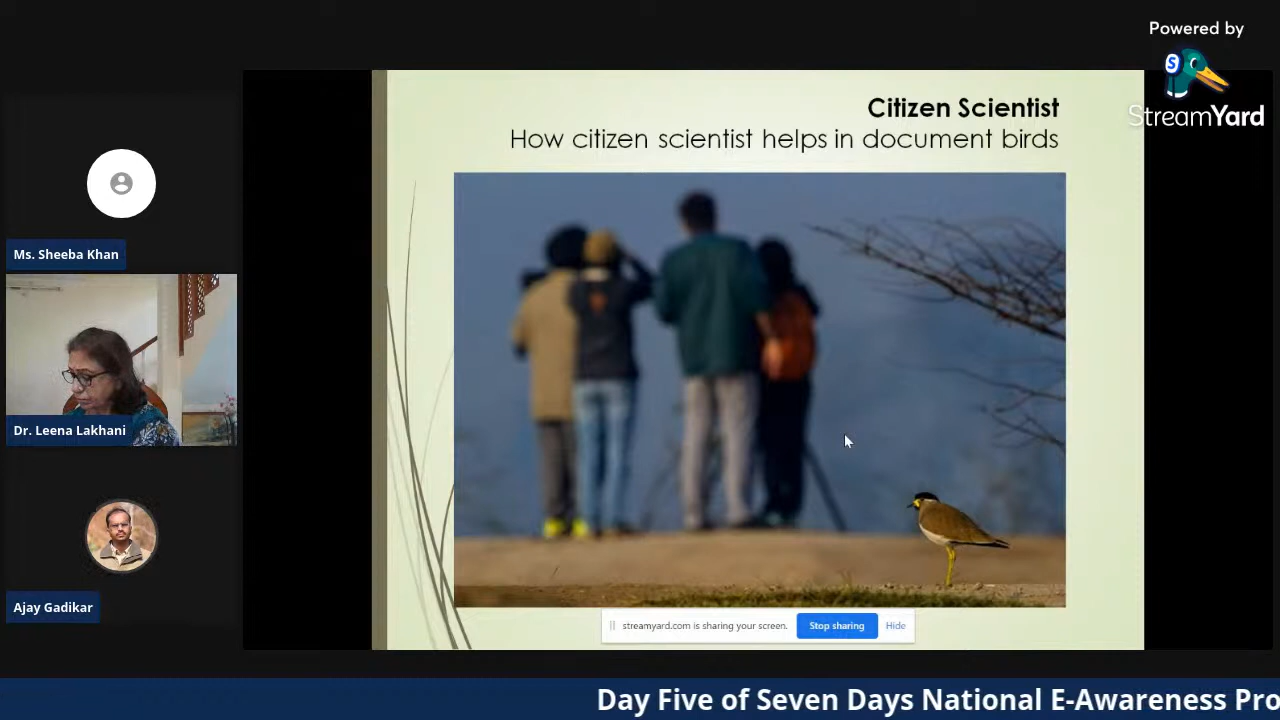 Powered by
S
StreamYard
Citizen Scientist
How citizen scientist helps in document birds
Ms. Sheeba Khan
Dr. Leena Lakhani
Ajay Gadikar
streamyard.com is sharing your screen.
Stop sharing
Hide
Day Five of Seven Days National E-Awareness Pro